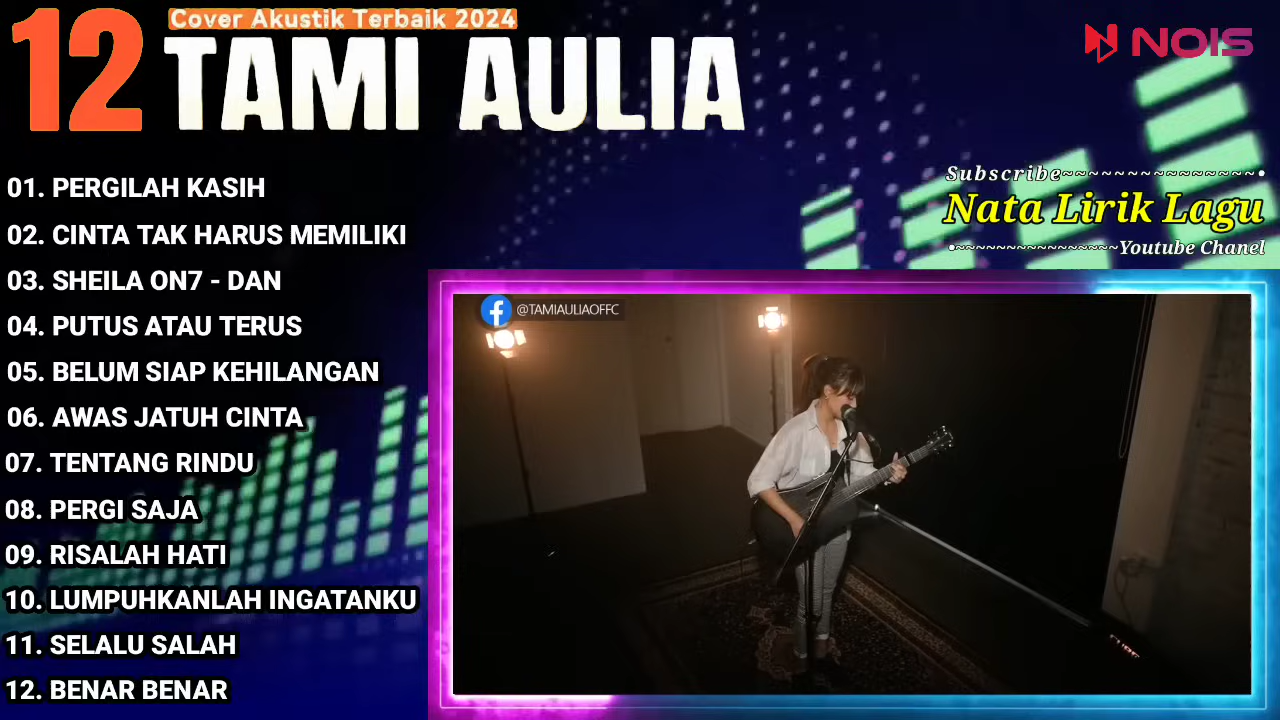 12
Cover Akustik Terbaik 2024
TAMI AULIA
NOIS
Subscribe~~~~~~~~~~~~~~~•
Nata Lirik Lagu
•~~~~~~~~~~~~~~~~Youtube Chanel
01. PERGILAH KASIH
02. CINTA TAK HARUS MEMILIKI
03. SHEILA ON7 - DAN
04. PUTUS ATAU TERUS
05. BELUM SIAP KEHILANGAN
06. AWAS JATUH CINTA
07. TENTANG RINDU
08. PERGI SAJA
09. RISALAH HATI
10. LUMPUHKANLAH INGATANKU
11. SELALU SALAH
12. BENAR BENAR
@TAMIAULIAOFFC